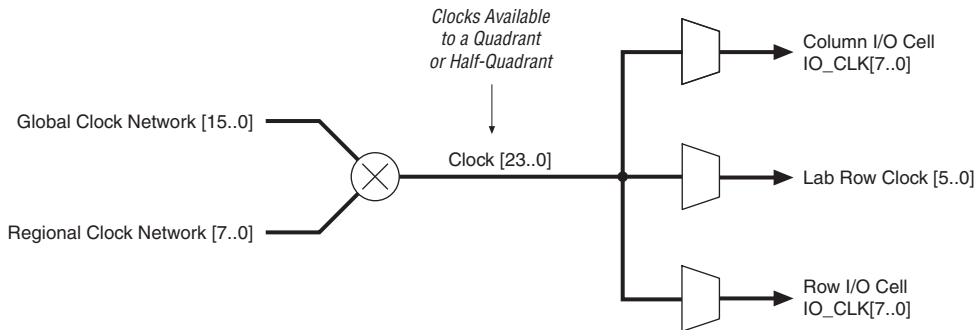 Clocks Available
to a Quadrant
or Half-Quadrant
Column I/O Cell
IO_CLK[7..0]
Global Clock Network [15..0]
Clock [23..0]
Lab Row Clock [5..0]
Regional Clock Network [7..0]
Row I/O Cell
IO_CLK[7..0]